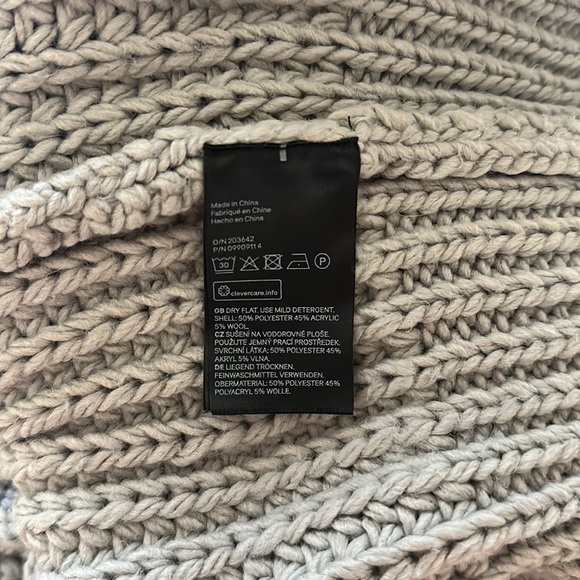 Made in China
Fabriqué en Chine
Hecho en China
O/N 203642
P/N 0990911 4
30 P
clevercare.info
GB DRY FLAT. USE MILD DETERGENT.
SHELL: 50% POLYESTER 45% ACRYLIC
5% WOOL.
CZ SUŠENÍ NA VODOROVNÉ PLOŠE.
POUŽIJTE JEMNÝ PRACÍ PROSTŘEDEK.
SVRCHNÍ LÁTKA: 50% POLYESTER 45%
AKRYL 5% VLNA.
DE LIEGEND TROCKNEN.
FEINWASCHMITTEL VERWENDEN.
OBERMATERIAL: 50% POLYESTER 45%
POLYACRYL 5% WOLLE.